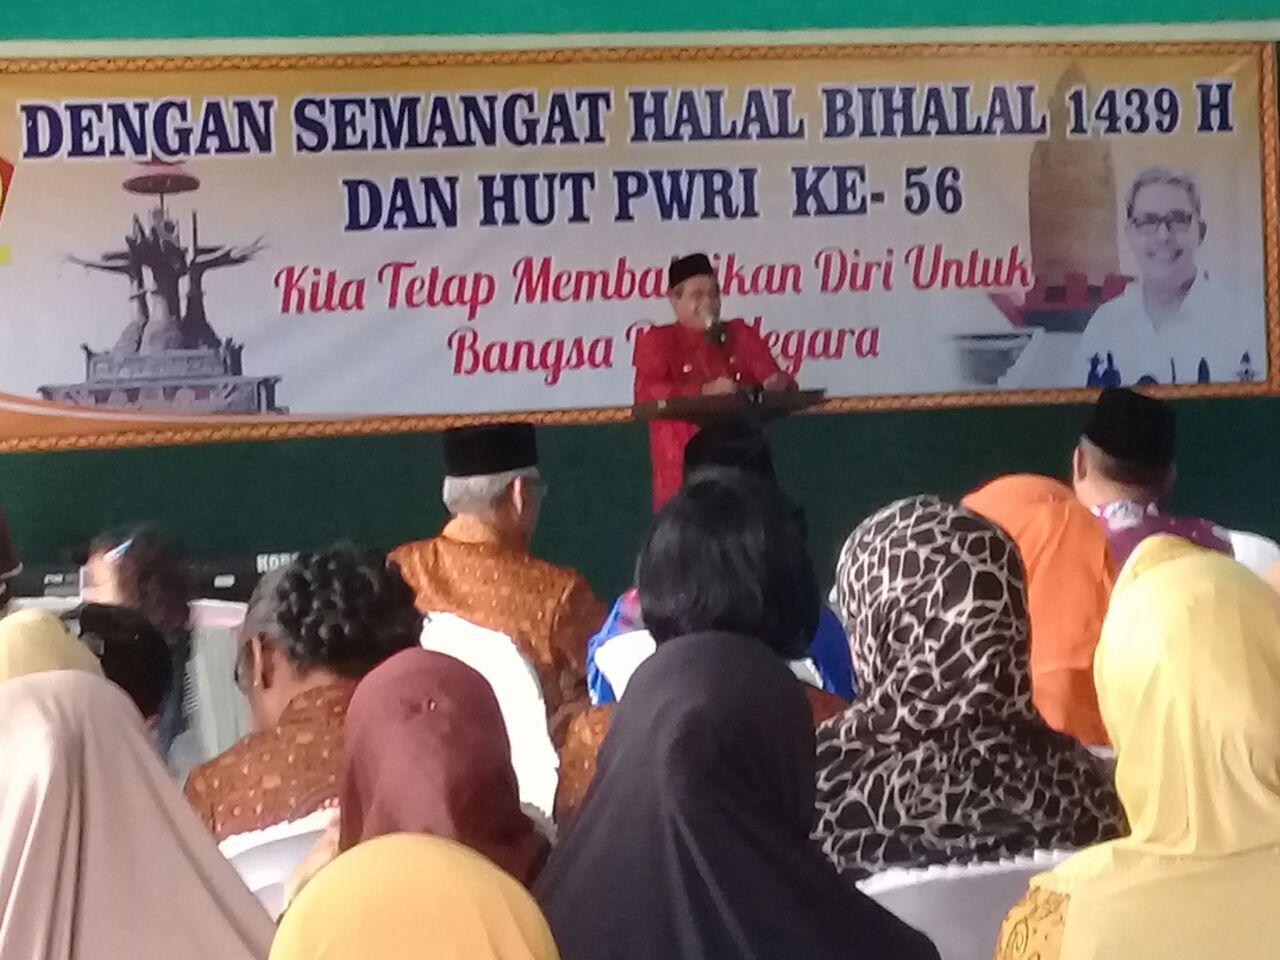 DENGAN SEMANGAT HALAL BIHALAL 1439 H
DAN HUT PWRI KE- 56
Kita Tetap Diri Untuk
Bangsa